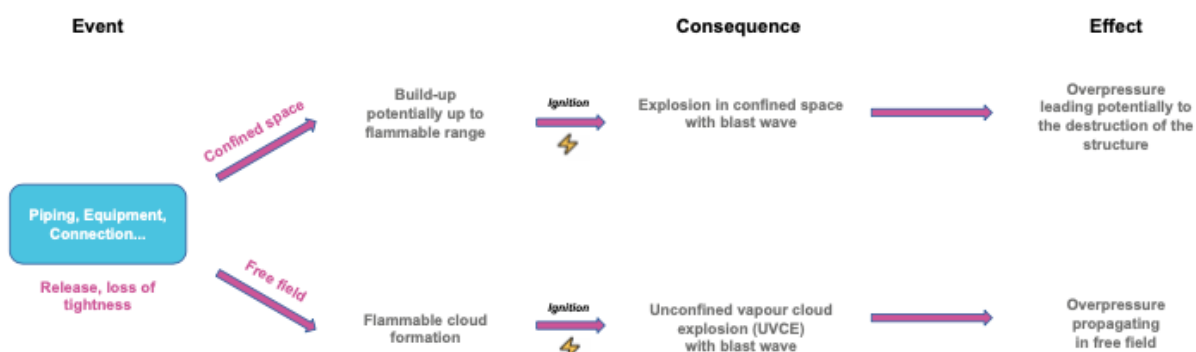 Event
Consequence
Effect
Confined space
Build-up
potentially up to
flammable range
Ignition
Explosion in confined space
with blast wave
Overpressure
leading potentially to
the destruction of the
structure
Piping, Equipment,
Connection...
Release, loss of
tightness
Free field
Flammable cloud
formation
Ignition
Unconfined vapour cloud
explosion (UVCE)
with blast wave
Overpressure
propagating
in free field